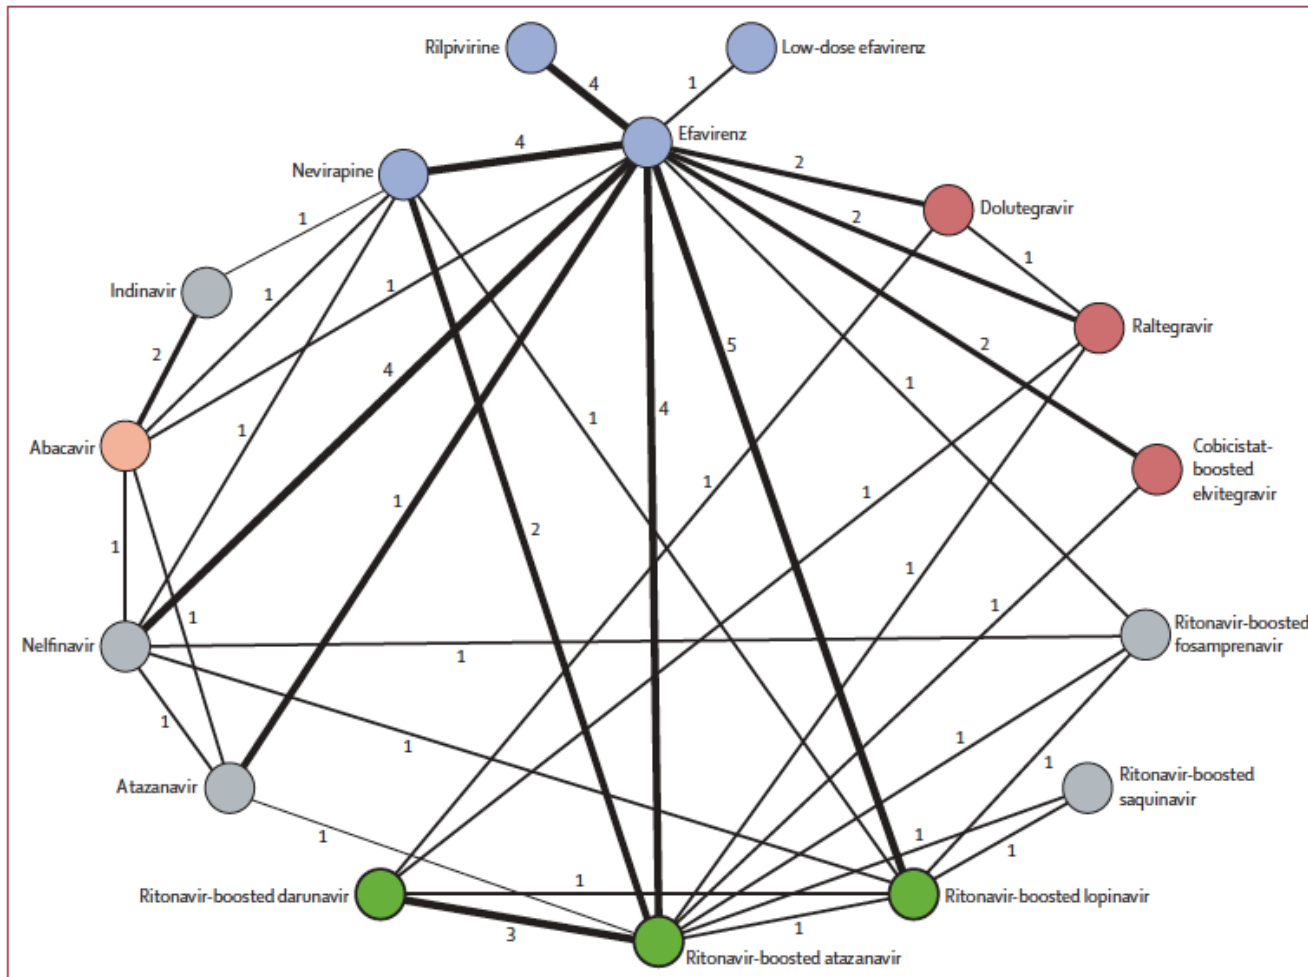 Rilpivirine
Low-dose efavirenz
4
1
Efavirenz
4
2
Nevirapine
Dolutegravir
1
2
1
Indinavir
1
1
Raltegravir
2
5
2
4
1
4
1
Abacavir
1
Cobicistat-
boosted
elvitegravir
1
1
1
1
2
1
1
1
1
Ritonavir-boosted
fosamprenavir
Nelfinavir
1
1
1
1
1
Ritonavir-boosted
saquinavir
Atazanavir
1
1
1
1
Ritonavir-boosted darunavir
Ritonavir-boosted lopinavir
3
1
Ritonavir-boosted atazanavir